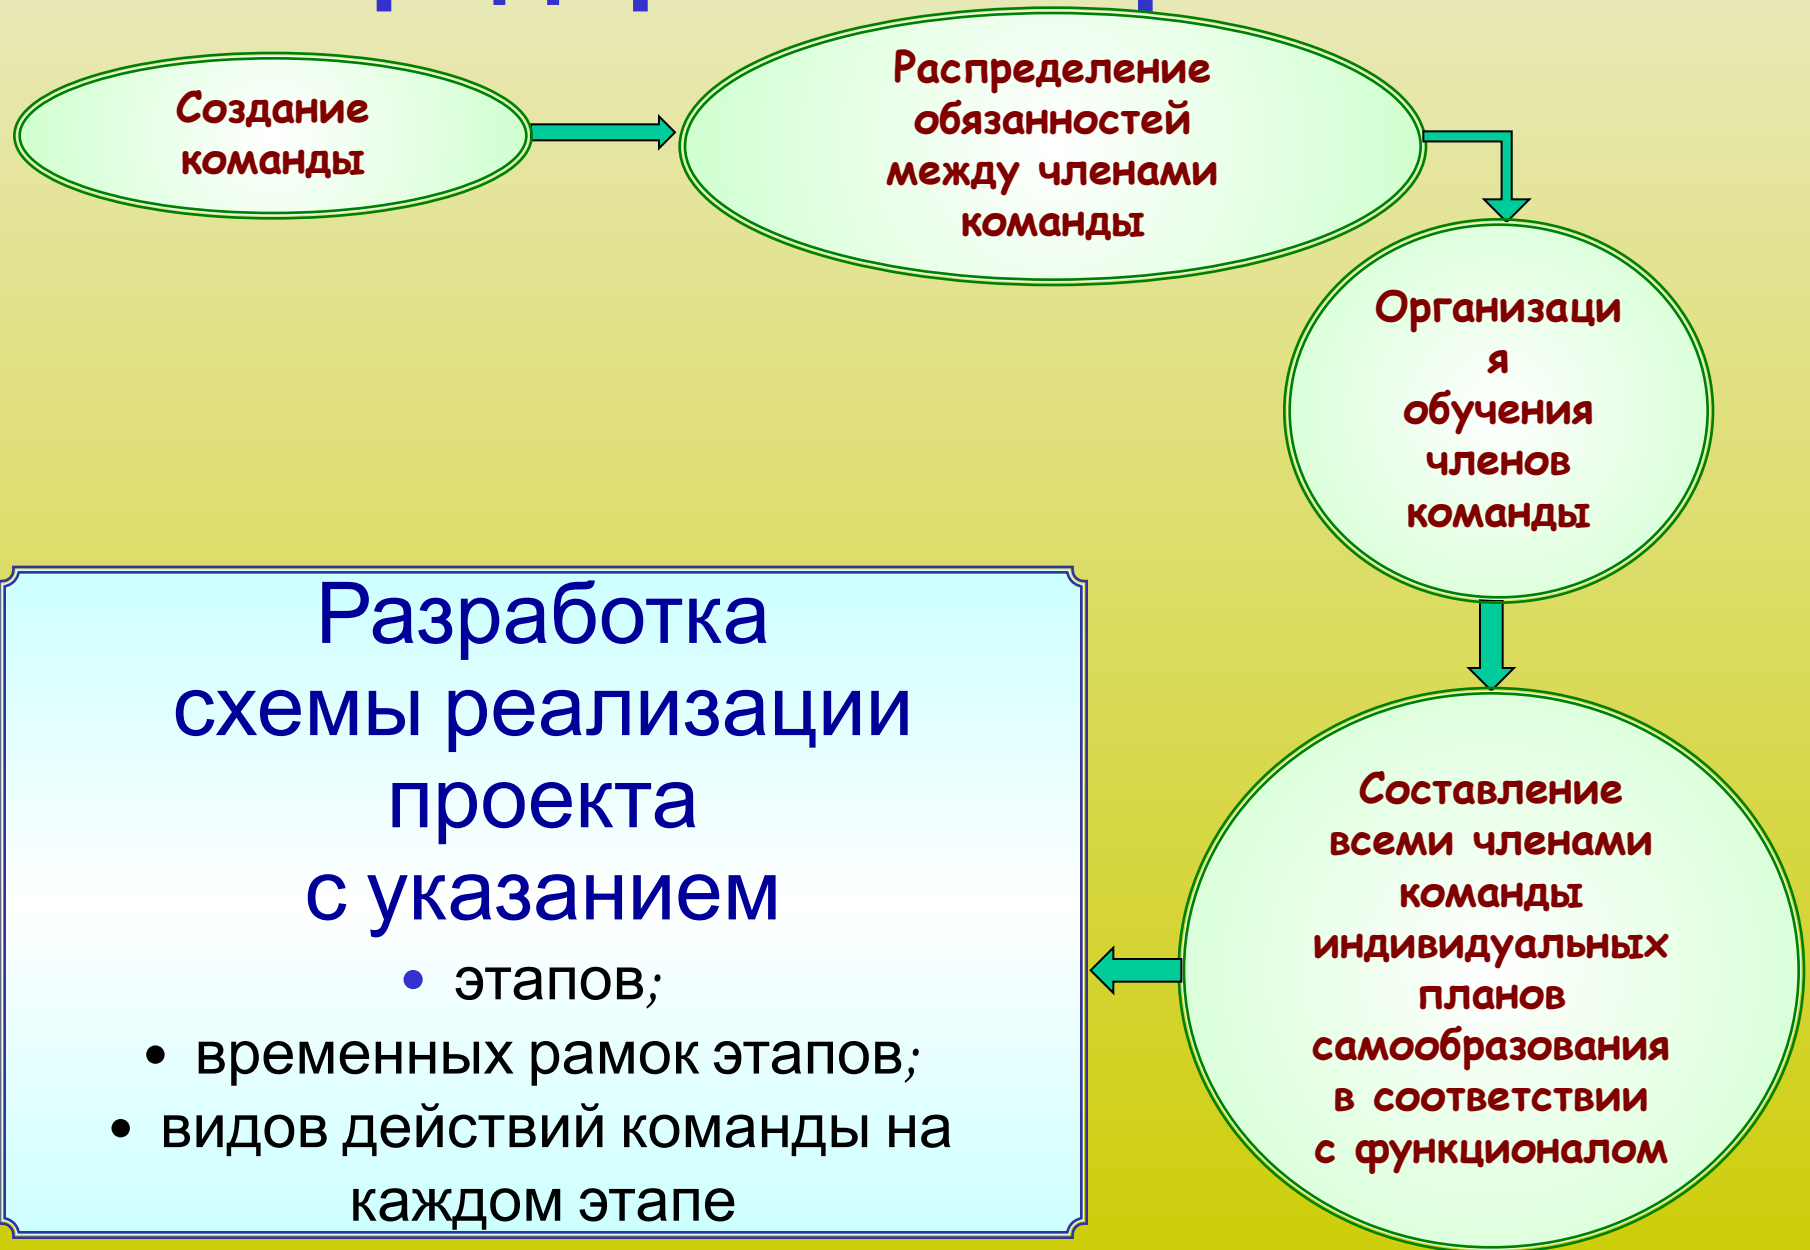 Создание
команды
Распределение
обязанностей
между членами
команды
Организаци
я
обучения
членов
команды
Составление
всеми членами
команды
индивидуальных
планов
самообразования
в соответствии
с функционалом
Разработка
схемы реализации
проекта
с указанием
• этапов;
• временных рамок этапов;
• видов действий команды на
каждом этапе